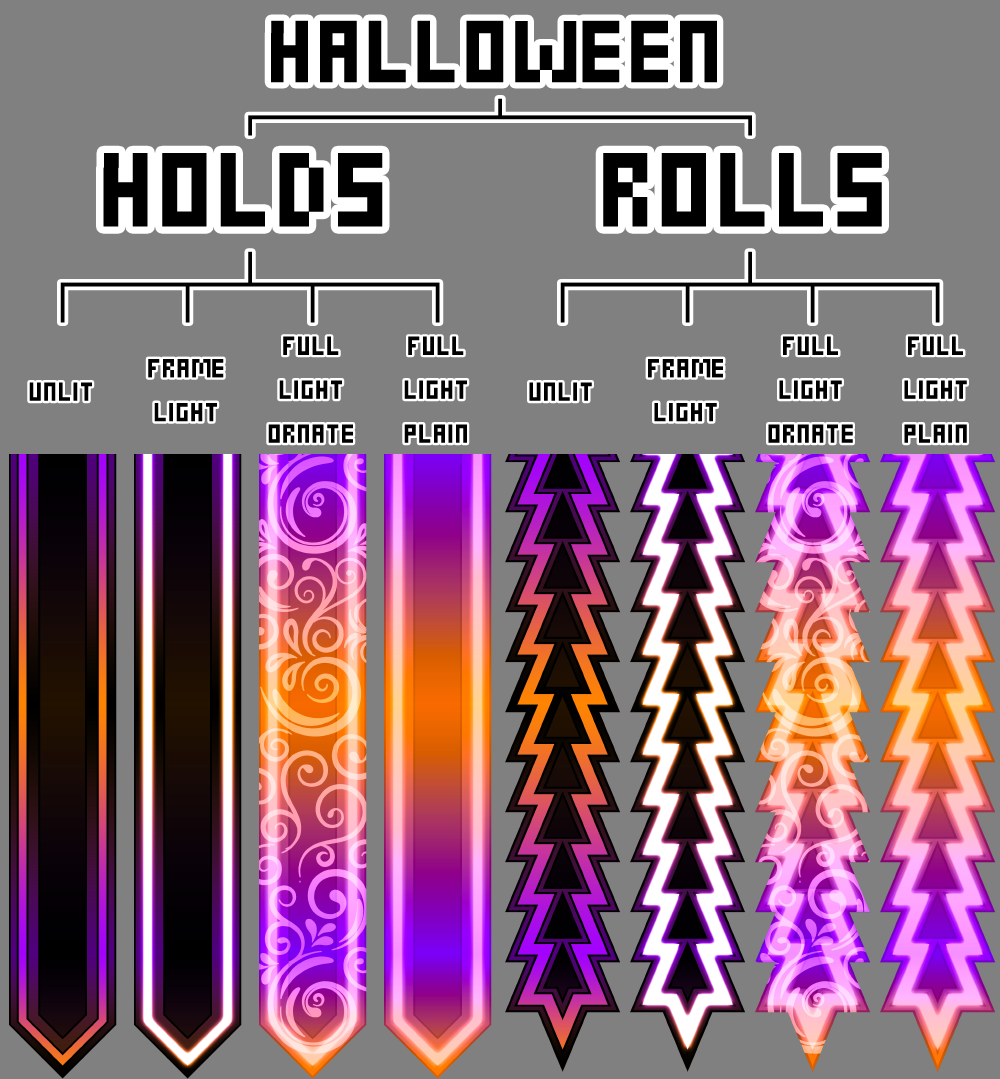 HALLOWEEN
HOLDS
ROLLS
UNLIT
FRAME
LIGHT
FULL
LIGHT
ORNATE
FULL
LIGHT
PLAIN
UNLIT
FRAME
LIGHT
FULL
LIGHT
ORNATE
FULL
LIGHT
PLAIN